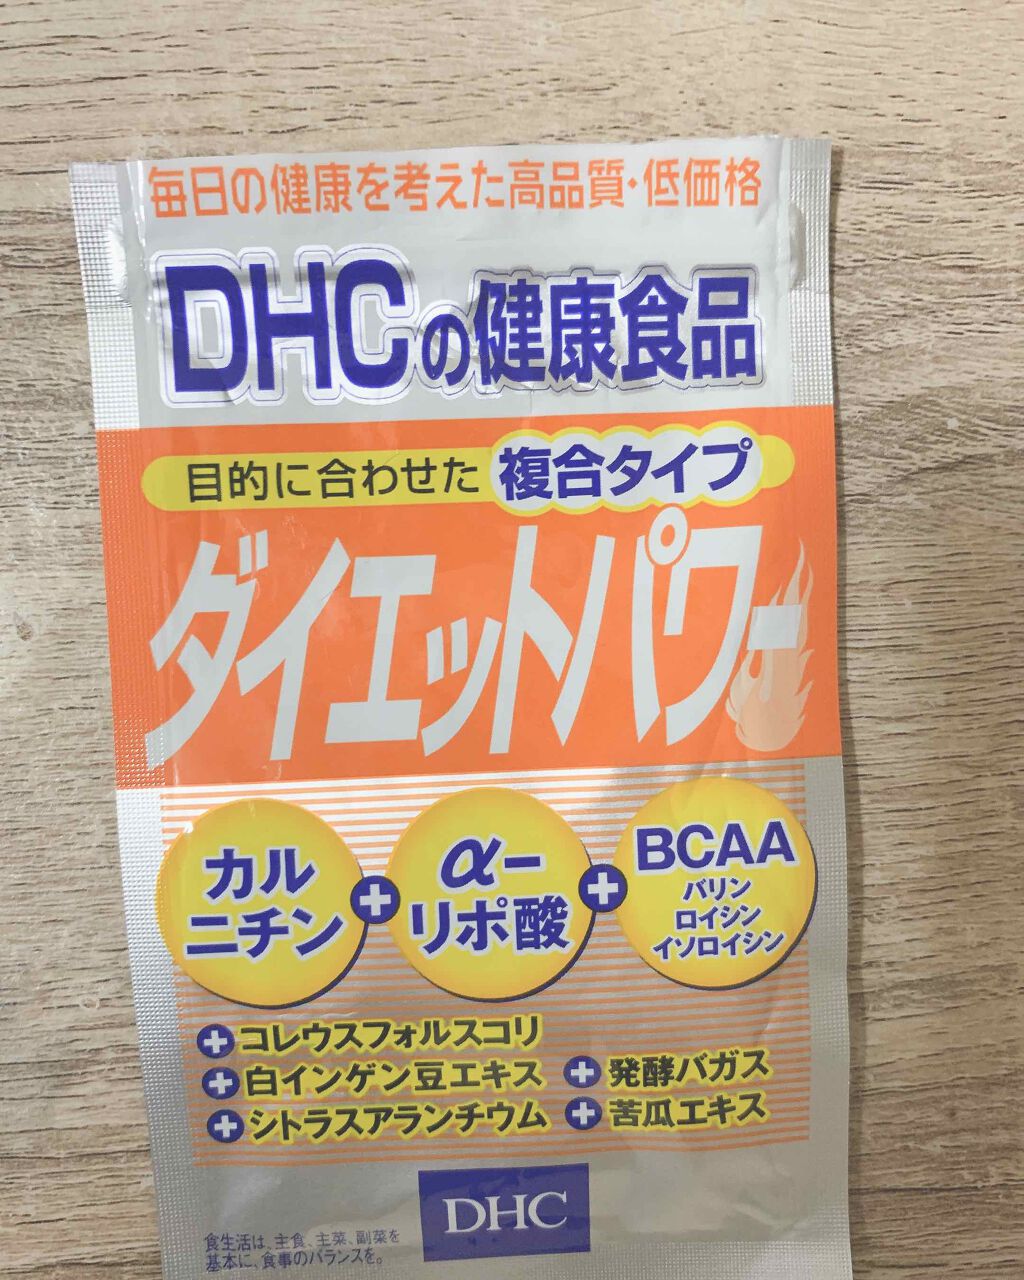 毎日の健康を考えた高品質・低価格
DHCの健康食品
目的に合わせた 複合タイプ
ダイエットパワー
カル
ニチン
+
α-
リポ酸
+
BCAA
バリン
ロイシン
イソロイシン
+コレウスフォルスコリ
+白インゲン豆エキス +発酵バガス
+シトラスアランチウム +苦瓜エキス
DHC
食生活は、主食、主菜、副菜を
基本に、食事のバランスを。